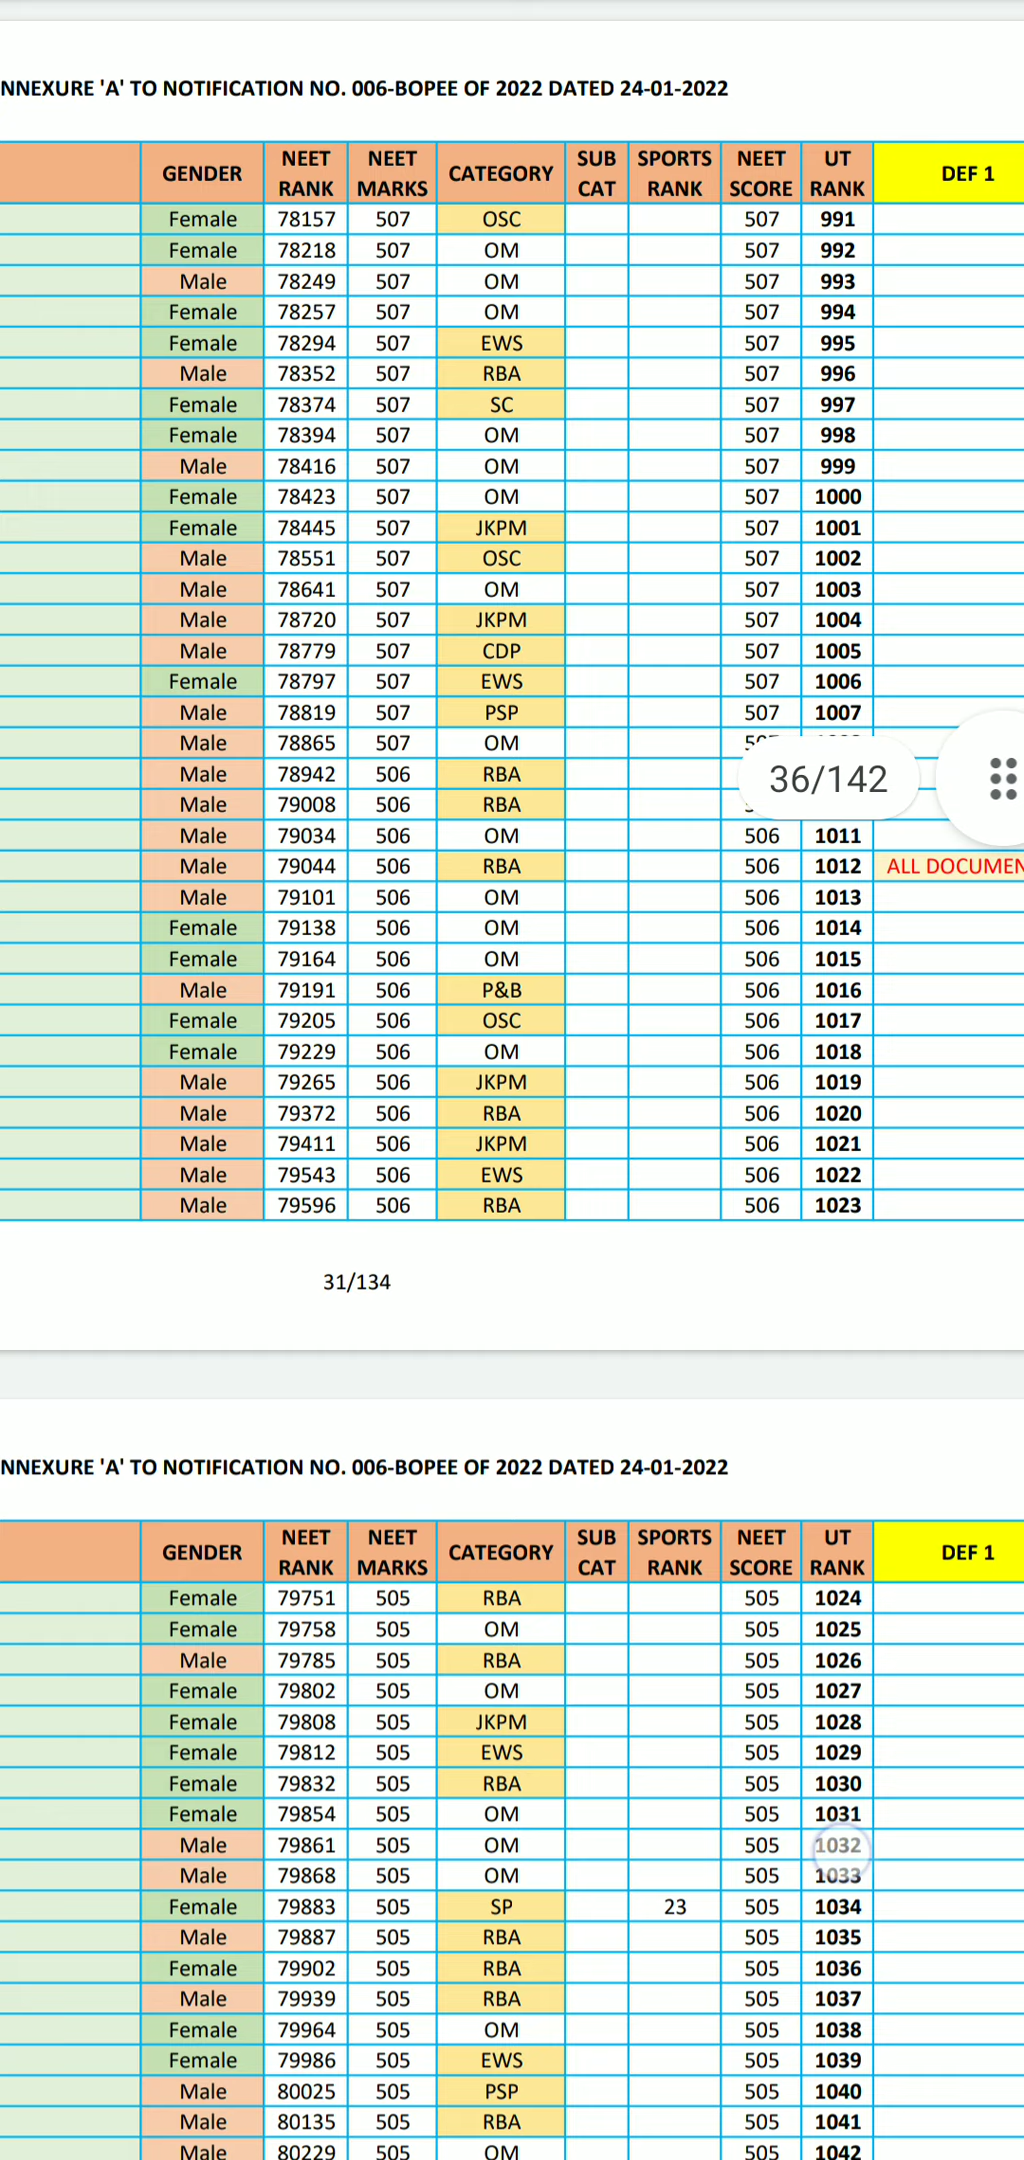 NNEXURE 'A' TO NOTIFICATION NO. 006-BOPEE OF 2022 DATED 24-01-2022
GENDER NEET RANK NEET MARKS CATEGORY SUB CAT SPORTS RANK NEET SCORE UT RANK DEF 1
Female 78157 507 OSC 507 991
Female 78218 507 OM 507 992
Male 78249 507 OM 507 993
Female 78257 507 OM 507 994
Female 78294 507 EWS 507 995
Male 78352 507 RBA 507 996
Female 78374 507 SC 507 997
Female 78394 507 OM 507 998
Male 78416 507 OM 507 999
Female 78423 507 OM 507 1000
Female 78445 507 JKPM 507 1001
Male 78551 507 OSC 507 1002
Male 78641 507 OM 507 1003
Male 78720 507 JKPM 507 1004
Male 78779 507 CDP 507 1005
Female 78797 507 EWS 507 1006
Male 78819 507 PSP 507 1007
Male 78865 507 OM
Male 78942 506 RBA
36/142
Male 79008 506 RBA
Male 79034 506 OM 506 1011
Male 79044 506 RBA 506 1012 ALL DOCUMEN
Male 79101 506 OM 506 1013
Female 79138 506 OM 506 1014
Female 79164 506 OM 506 1015
Male 79191 506 P&B 506 1016
Female 79205 506 OSC 506 1017
Female 79229 506 OM 506 1018
Male 79265 506 JKPM 506 1019
Male 79372 506 RBA 506 1020
Male 79411 506 JKPM 506 1021
Male 79543 506 EWS 506 1022
Male 79596 506 RBA 506 1023
31/134
NNEXURE 'A' TO NOTIFICATION NO. 006-BOPEE OF 2022 DATED 24-01-2022
GENDER NEET RANK NEET MARKS CATEGORY SUB CAT SPORTS RANK NEET SCORE UT RANK DEF 1
Female 79751 505 RBA 505 1024
Female 79758 505 OM 505 1025
Male 79785 505 RBA 505 1026
Female 79802 505 OM 505 1027
Female 79808 505 JKPM 505 1028
Female 79812 505 EWS 505 1029
Female 79832 505 RBA 505 1030
Female 79854 505 OM 505 1031
Male 79861 505 OM 505 1032
Male 79868 505 OM 505 1033
Female 79883 505 SP 23 505 1034
Male 79887 505 RBA 505 1035
Female 79902 505 RBA 505 1036
Male 79939 505 RBA 505 1037
Female 79964 505 OM 505 1038
Female 79986 505 EWS 505 1039
Male 80025 505 PSP 505 1040
Male 80135 505 RBA 505 1041
Male 80229 505 OM 505 1042